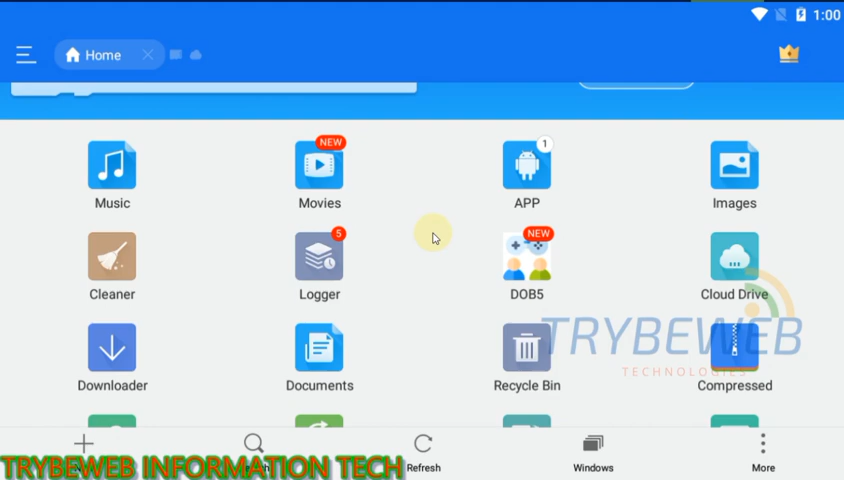 1:00
Home
NEW
1
Music
Movies
APP
Images
5
NEW
Cleaner
Logger
DOB5
Cloud Drive
TRYBEWEB
TECHNOLOGIES
Downloader
Documents
Recycle Bin
Compressed
TRYBEWEB INFORMATION TECH
Refresh
Windows
More